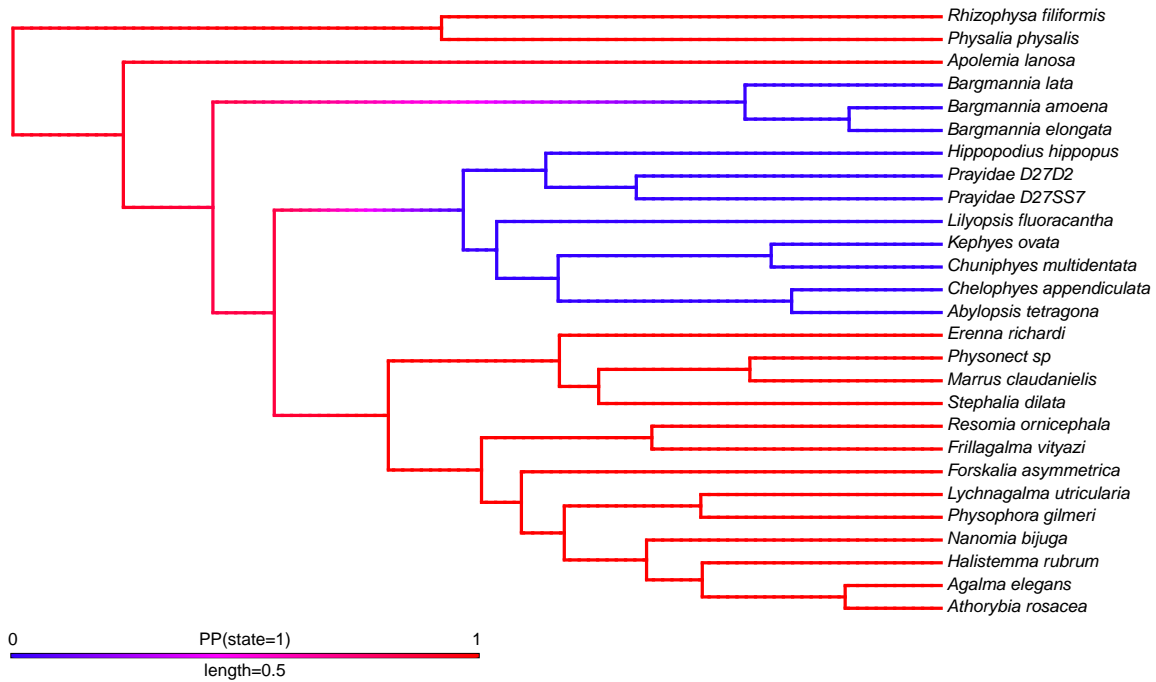 Rhizophysa filiformis
Physalia physalis
Apolemia lanosa
Bargmannia lata
Bargmannia amoena
Bargmannia elongata
Hippopodius hippopus
Prayidae D27D2
Prayidae D27SS7
Lilyopsis fluoracantha
Kephyes ovata
Chuniphyes multidentata
Chelophyes appendiculata
Abylopsis tetragona
Erenna richardi
Physonect sp
Marrus claudanielis
Stephalia dilata
Resomia ornicephala
Frillagalma vityazi
Forskalia asymmetrica
Lychnagalma utricularia
Physophora gilmeri
Nanomia bijuga
Halistemma rubrum
Agalma elegans
Athorybia rosacea
0 PP(state=1) 1
length=0.5